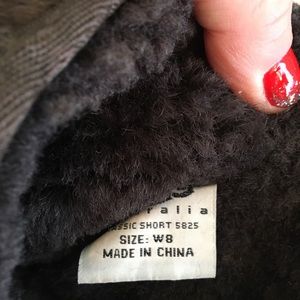 ralia
ASSIC SHORT 5825
SIZE: W8
MADE IN CHINA